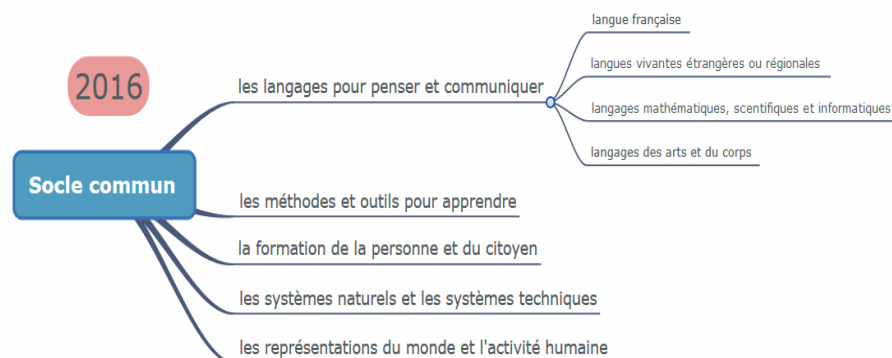 2016
Socle commun
les langages pour penser et communiquer
langue française
langues vivantes étrangères ou régionales
langages mathématiques, scentifiques et informatiques
langages des arts et du corps
les méthodes et outils pour apprendre
la formation de la personne et du citoyen
les systèmes naturels et les systèmes techniques
les représentations du monde et l'activité humaine